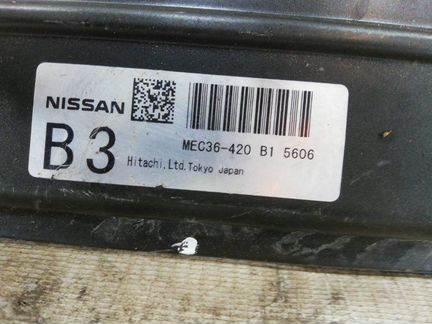 NISSAN
MEC36-420 B1 5606
B3
Hitachi,Ltd.Tokyo Japan